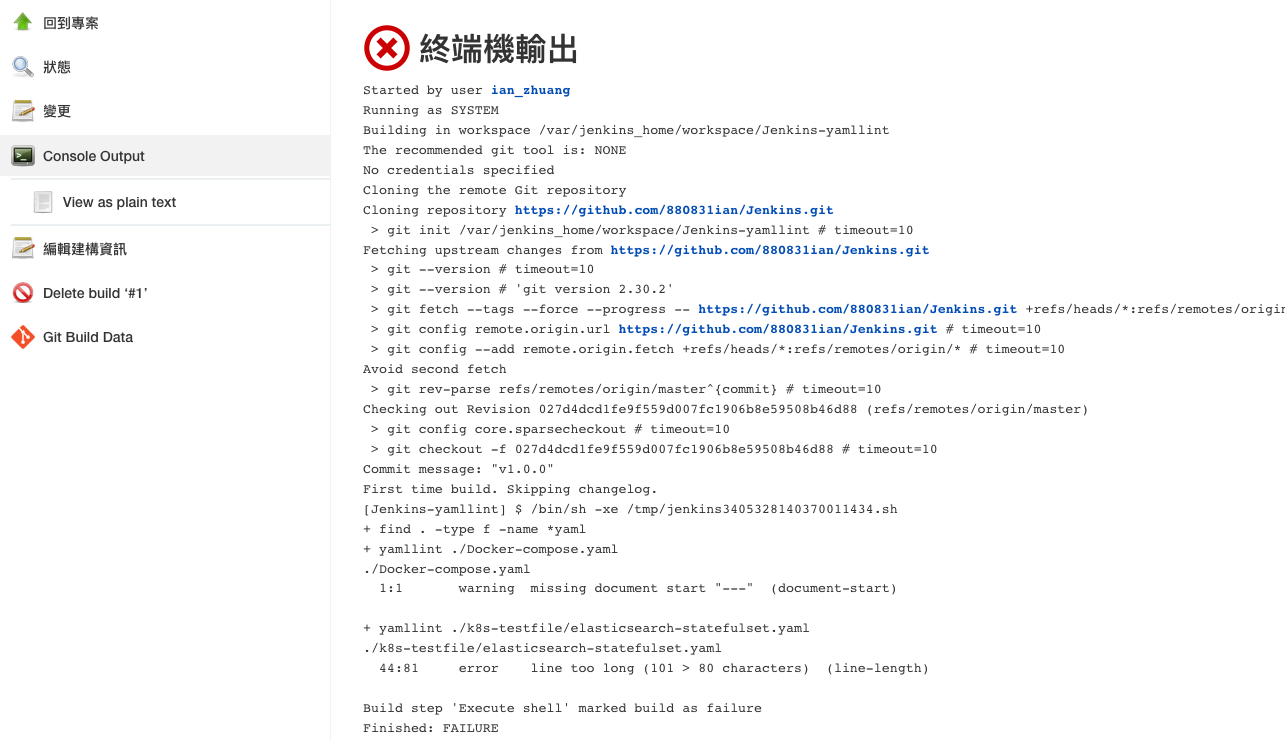 回到專案
狀態
變更
Console Output
View as plain text
編輯建構資訊
Delete build ‘#1’
Git Build Data
終端機輸出
Started by user ian_zhuang
Running as SYSTEM
Building in workspace /var/jenkins_home/workspace/Jenkins-yamllint
The recommended git tool is: NONE
No credentials specified
Cloning the remote Git repository
Cloning repository https://github.com/880831ian/Jenkins.git
 > git init /var/jenkins_home/workspace/Jenkins-yamllint # timeout=10
Fetching upstream changes from https://github.com/880831ian/Jenkins.git
 > git --version # timeout=10
 > git --version # 'git version 2.30.2'
 > git fetch --tags --force --progress -- https://github.com/880831ian/Jenkins.git +refs/heads/*:refs/remotes/origin
 > git config remote.origin.url https://github.com/880831ian/Jenkins.git # timeout=10
 > git config --add remote.origin.fetch +refs/heads/*:refs/remotes/origin/* # timeout=10
Avoid second fetch
 > git rev-parse refs/remotes/origin/master^{commit} # timeout=10
Checking out Revision 027d4dcd1fe9f559d007fc1906b8e59508b46d88 (refs/remotes/origin/master)
 > git config core.sparsecheckout # timeout=10
 > git checkout -f 027d4dcd1fe9f559d007fc1906b8e59508b46d88 # timeout=10
Commit message: "v1.0.0"
First time build. Skipping changelog.
[Jenkins-yamllint] $ /bin/sh -xe /tmp/jenkins3405328140370011434.sh
+ find . -type f -name *yaml
+ yamllint ./Docker-compose.yaml
./Docker-compose.yaml
  1:1       warning  missing document start "---"  (document-start)
+ yamllint ./k8s-testfile/elasticsearch-statefulset.yaml
./k8s-testfile/elasticsearch-statefulset.yaml
  44:81     error    line too long (101 > 80 characters)  (line-length)
Build step 'Execute shell' marked build as failure
Finished: FAILURE